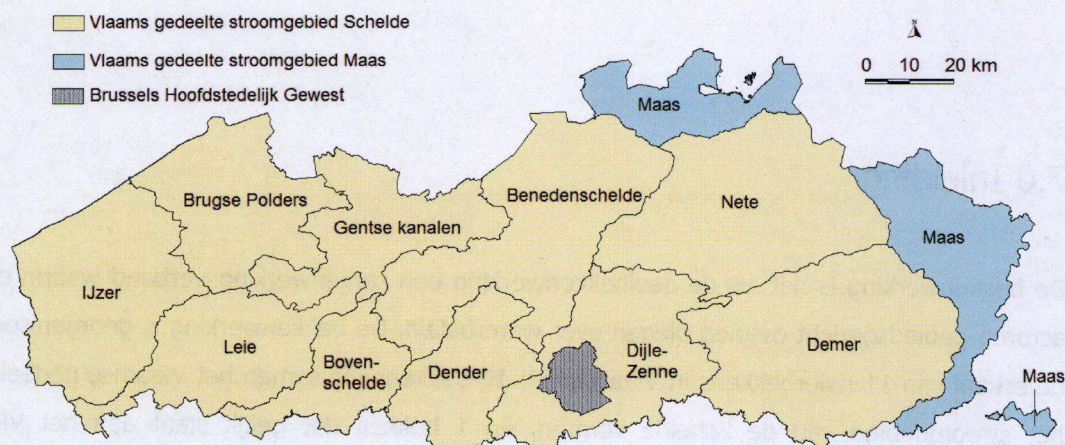 Vlaams gedeelte stroomgebied Schelde
Vlaams gedeelte stroomgebied Maas
Brussels Hoofdstedelijk Gewest
N
0 10 20 km
Maas
Brugse Polders
Benedenschelde
Nete
Gentse kanalen
Maas
IJzer
Leie
Boven-
schelde
Dender
Dijle-
Zenne
Demer
Maas